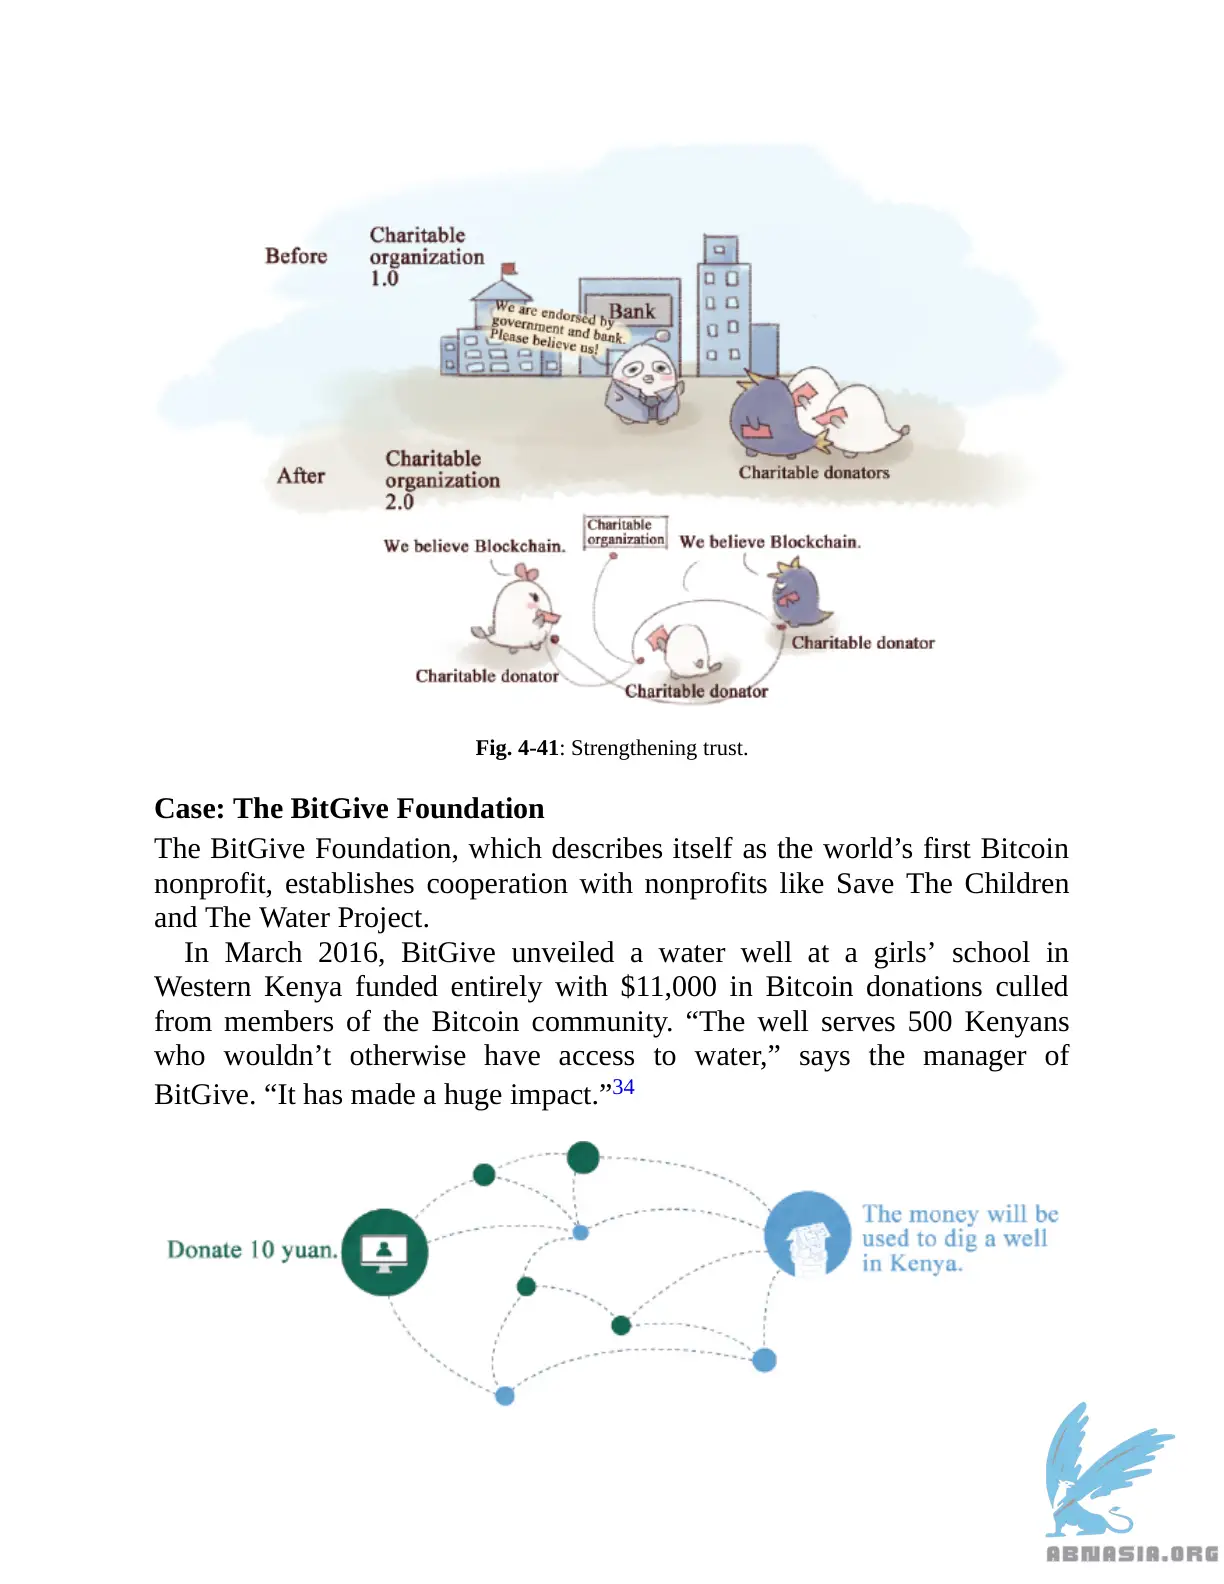 Before
Charitable
organization
1.0
We are endorsed by
government and bank.
Please believe us!
Bank
Charitable donators
After
Charitable
organization
2.0
We believe Blockchain.
Charitable
organization
We believe Blockchain.
Charitable donator
Charitable donator
Charitable donator
Fig. 4-41: Strengthening trust.
Case: The BitGive Foundation
The BitGive Foundation, which describes itself as the world’s first Bitcoin
nonprofit, establishes cooperation with nonprofits like Save The Children
and The Water Project.
In March 2016, BitGive unveiled a water well at a girls’ school in
Western Kenya funded entirely with $11,000 in Bitcoin donations culled
from members of the Bitcoin community. “The well serves 500 Kenyans
who wouldn’t otherwise have access to water,” says the manager of
BitGive. “It has made a huge impact.”34
Donate 10 yuan.
The money will be
used to dig a well
in Kenya.
ABNASIA.ORG